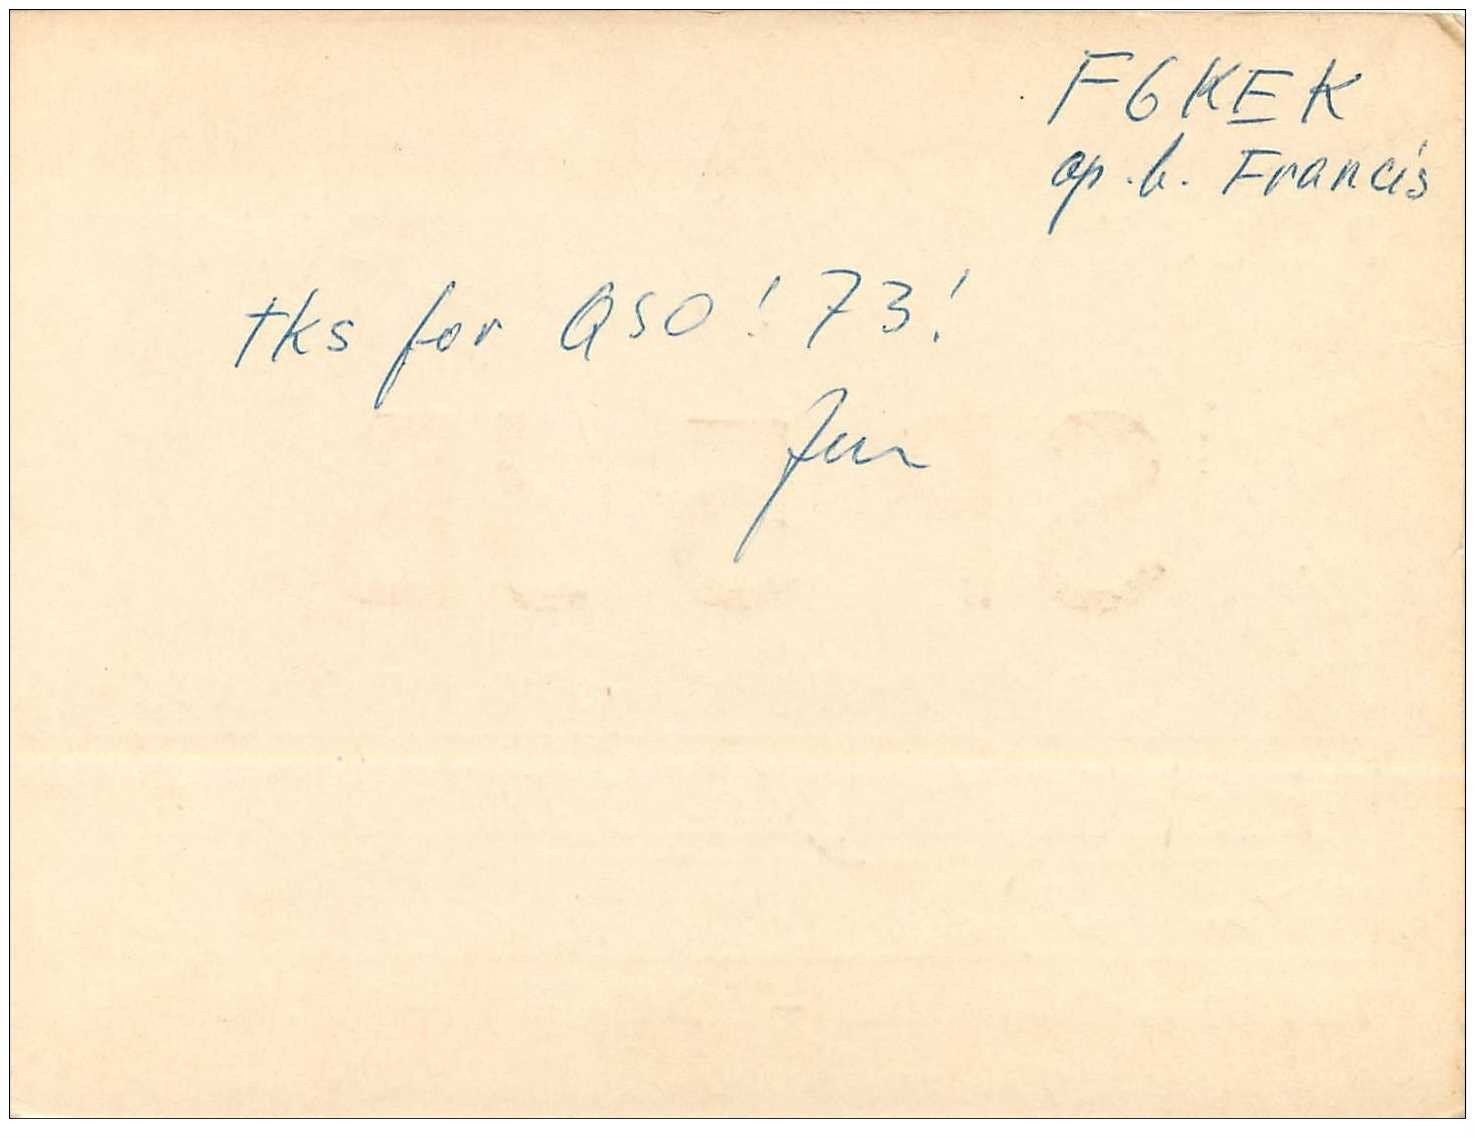 F6KEK
op. b. Francis
tks for QSO! 73!